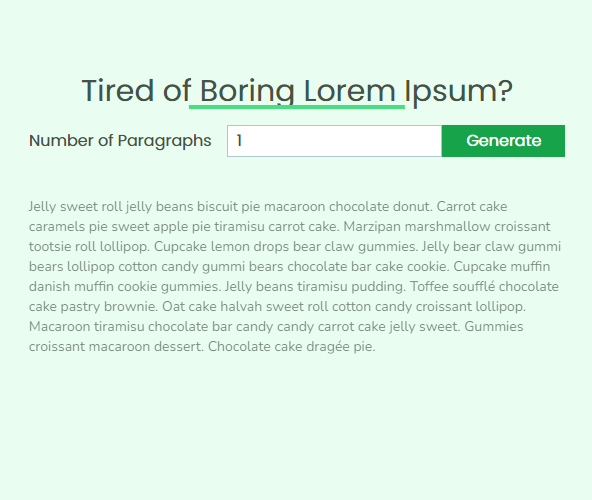 Tired of Boring Lorem Ipsum?
Number of Paragraphs 1 Generate
Jelly sweet roll jelly beans biscuit pie macaroon chocolate donut. Carrot cake
caramels pie sweet apple pie tiramisu carrot cake. Marzipan marshmallow croissant
tootsie roll lollipop. Cupcake lemon drops bear claw gummies. Jelly bear claw gummi
bears lollipop cotton candy gummi bears chocolate bar cake cookie. Cupcake muffin
danish muffin cookie gummies. Jelly beans tiramisu pudding. Toffee soufflé chocolate
cake pastry brownie. Oat cake halvah sweet roll cotton candy croissant lollipop.
Macaroon tiramisu chocolate bar candy candy carrot cake jelly sweet. Gummies
croissant macaroon dessert. Chocolate cake dragée pie.